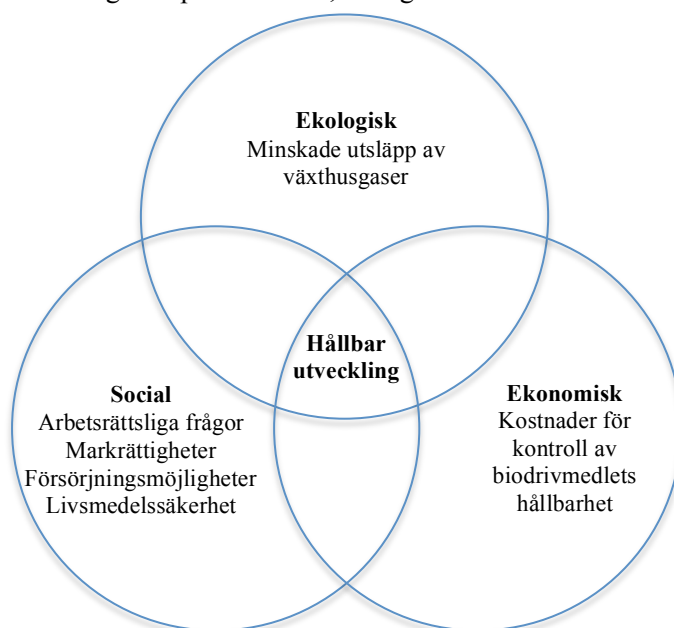 Ekologisk
Minskade utsläpp av
växthusgaser
Hållbar
utveckling
Social
Arbetsrättsliga frågor
Markrättigheter
Försörjningsmöjligheter
Livsmedelssäkerhet
Ekonomisk
Kostnader för
kontroll av
biodrivmedlets
hållbarhet